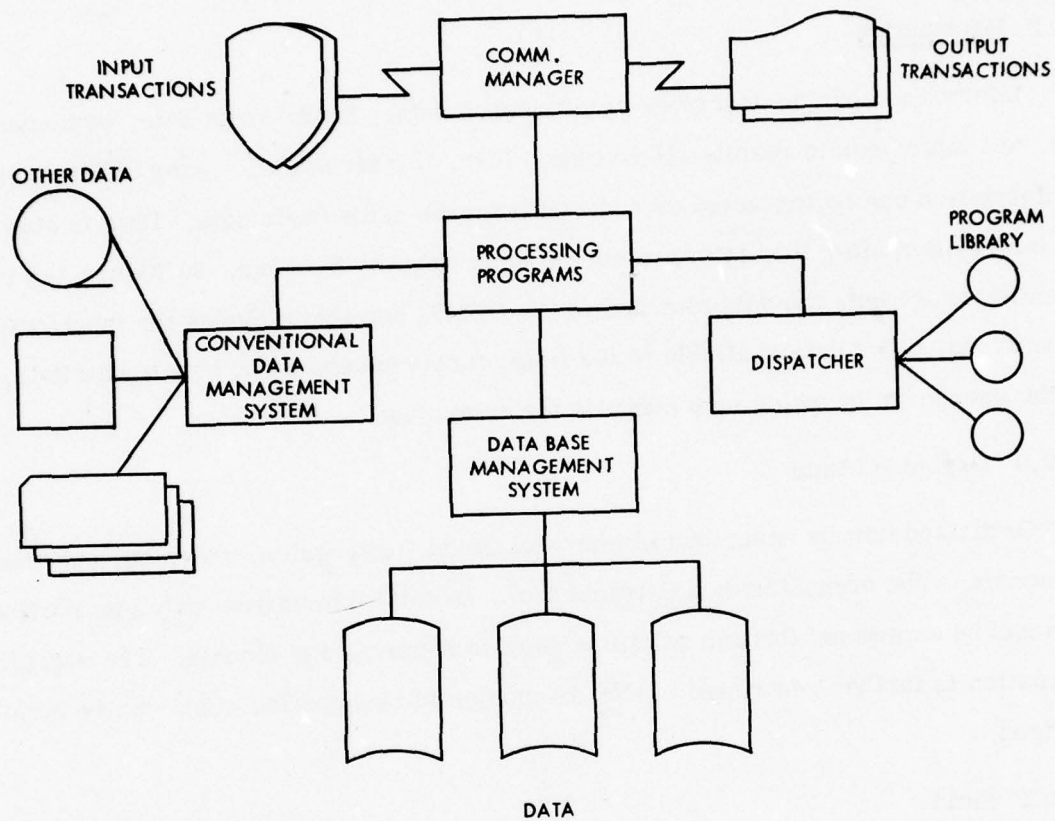 INPUT
TRANSACTIONS
COMM.
MANAGER
OUTPUT
TRANSACTIONS
OTHER DATA
PROCESSING
PROGRAMS
PROGRAM
LIBRARY
CONVENTIONAL
DATA
MANAGEMENT
SYSTEM
DISPATCHER
DATA BASE
MANAGEMENT
SYSTEM
DATA